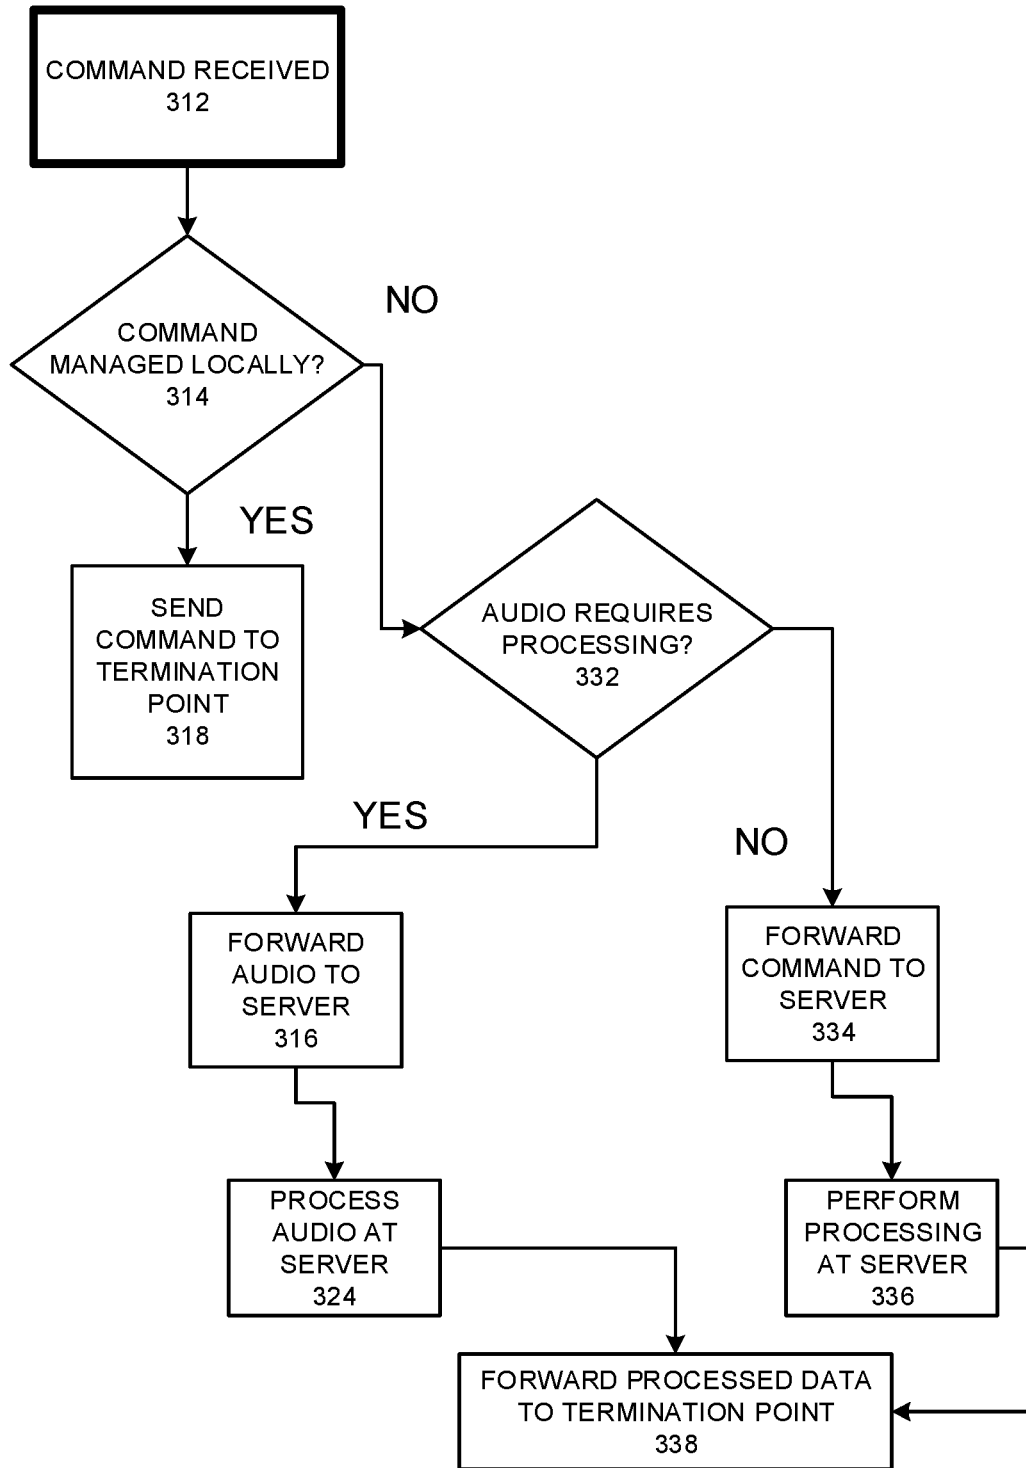 COMMAND RECEIVED
312
NO
COMMAND
MANAGED LOCALLY?
314
YES
SEND
COMMAND TO
TERMINATION
POINT
318
AUDIO REQUIRES
PROCESSING?
332
YES
NO
FORWARD
AUDIO TO
SERVER
316
FORWARD
COMMAND TO
SERVER
334
PROCESS
AUDIO AT
SERVER
324
PERFORM
PROCESSING
AT SERVER
336
FORWARD PROCESSED DATA
TO TERMINATION POINT
338